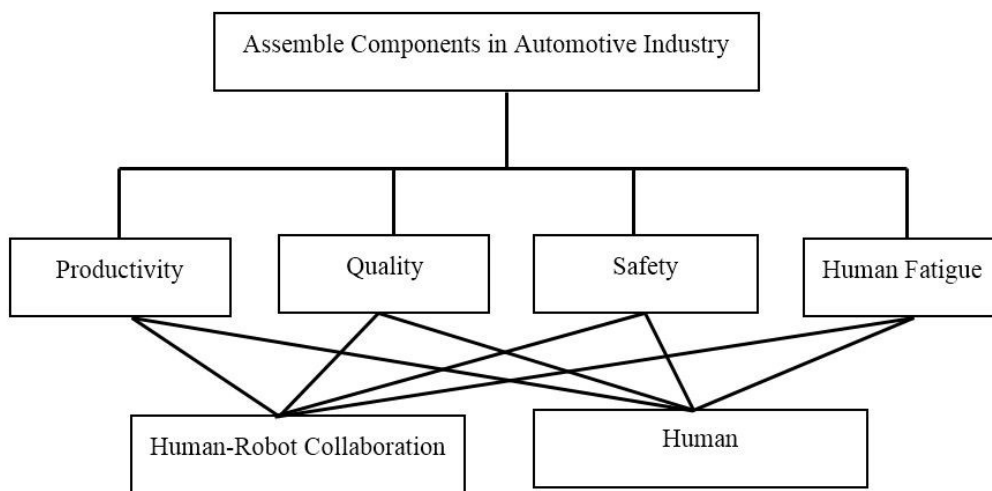 Assemble Components in Automotive Industry
Productivity
Quality
Safety
Human Fatigue
Human-Robot Collaboration
Human